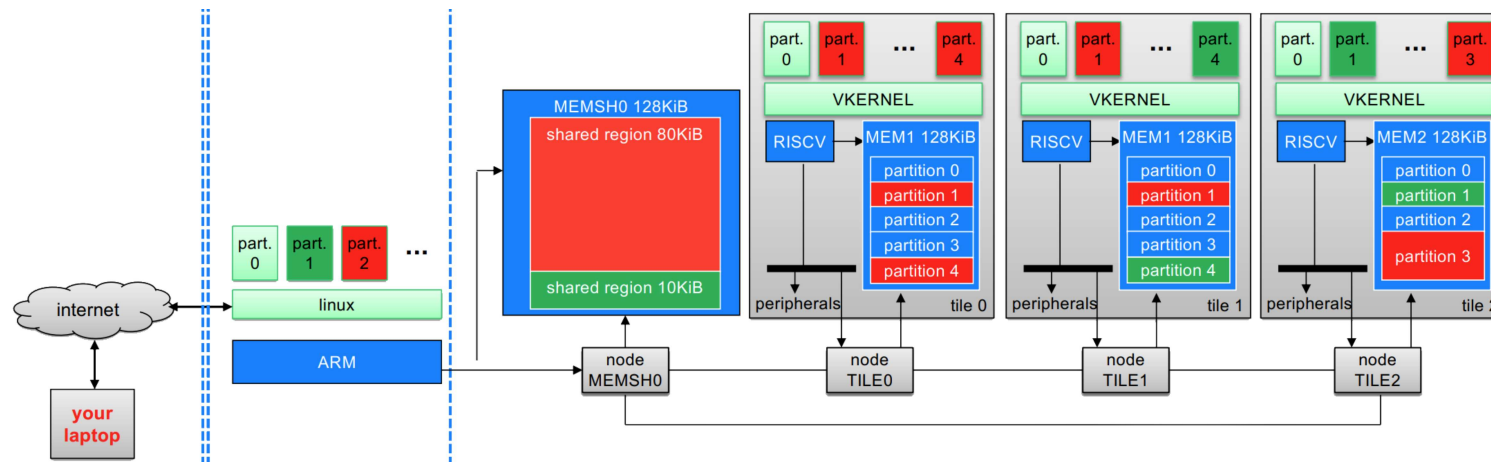 part.
0
part.
1
...
part.
4
VKERNEL
RISCV
MEM1 128KiB
partition 0
partition 1
partition 2
partition 3
partition 4
peripherals
tile 0
part.
0
part.
1
...
part.
4
VKERNEL
RISCV
MEM1 128KiB
partition 0
partition 1
partition 2
partition 3
partition 4
peripherals
tile 1
part.
0
part.
1
...
part.
3
VKERNEL
RISCV
MEM2 128KiB
partition 0
partition 1
partition 2
partition 3
peripherals
tile 2
MEMSH0 128KiB
shared region 80KiB
shared region 10KiB
part.
0
part.
1
part.
2
...
internet
linux
ARM
your
laptop
node
MEMSH0
node
TILE0
node
TILE1
node
TILE2